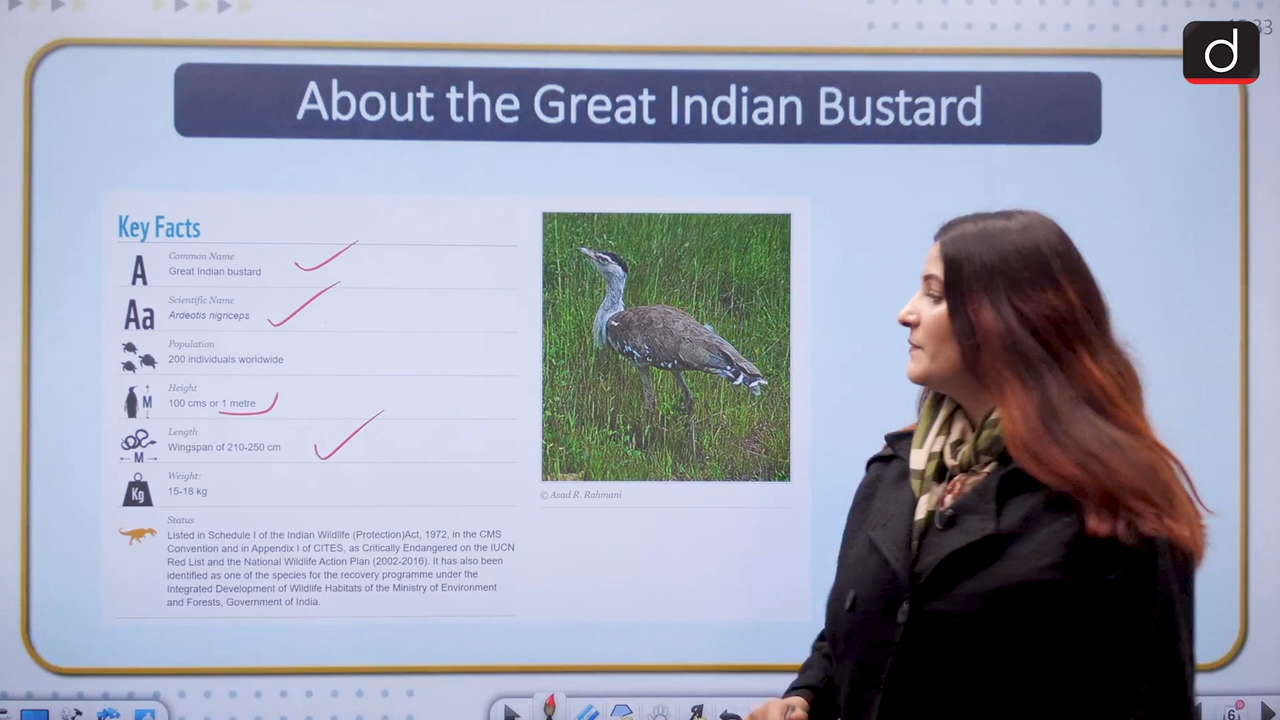 About the Great Indian Bustard
Key Facts
A
Common Name
Great Indian bustard
Aa
Scientific Name
Ardeotis nigriceps
Population
200 individuals worldwide
M
Height
100 cms or 1 metre
M
Length
Wingspan of 210-250 cm
Kg
Weight:
15-18 kg
Status
Listed in Schedule I of the Indian Wildlife (Protection)Act, 1972, in the CMS
Convention and in Appendix I of CITES, as Critically Endangered on the IUCN
Red List and the National Wildlife Action Plan (2002-2016). It has also been
identified as one of the species for the recovery programme under the
Integrated Development of Wildlife Habitats of the Ministry of Environment
and Forests, Government of India.
© Asad R. Rahmani
d
6